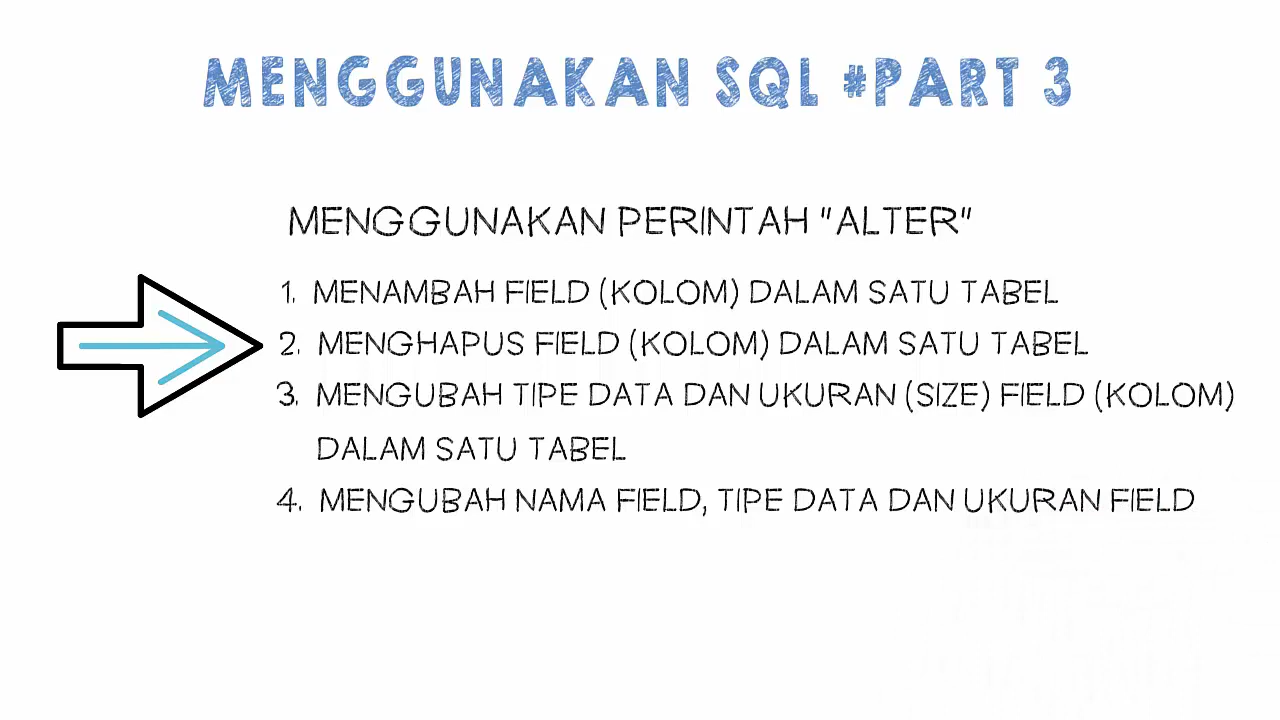 MENGGUNAKAN SQL #PART 3
MENGGUNAKAN PERINTAH "ALTER"
1. MENAMBAH FIELD (KOLOM) DALAM SATU TABEL
2. MENGHAPUS FIELD (KOLOM) DALAM SATU TABEL
3. MENGUBAH TIPE DATA DAN UKURAN (SIZE) FIELD (KOLOM)
DALAM SATU TABEL
4. MENGUBAH NAMA FIELD, TIPE DATA DAN UKURAN FIELD